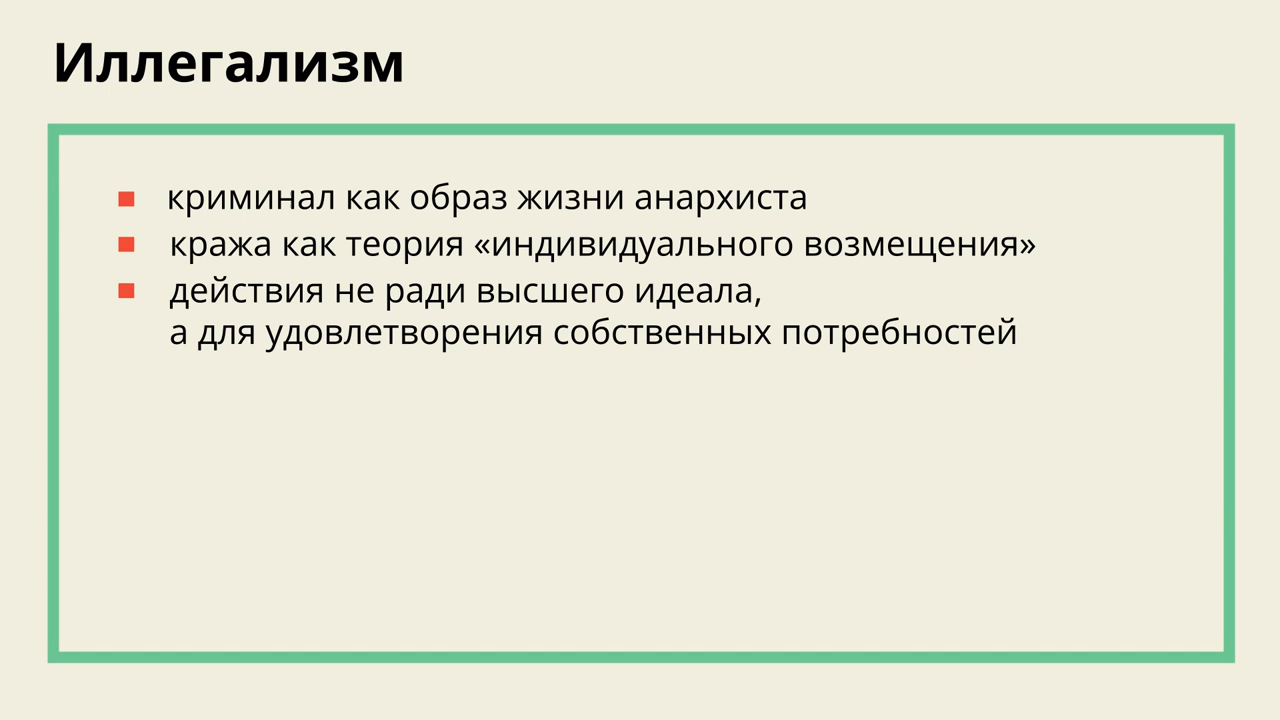 Иллегализм
криминал как образ жизни анархиста
кража как теория «индивидуального возмещения»
действия не ради высшего идеала,
а для удовлетворения собственных потребностей